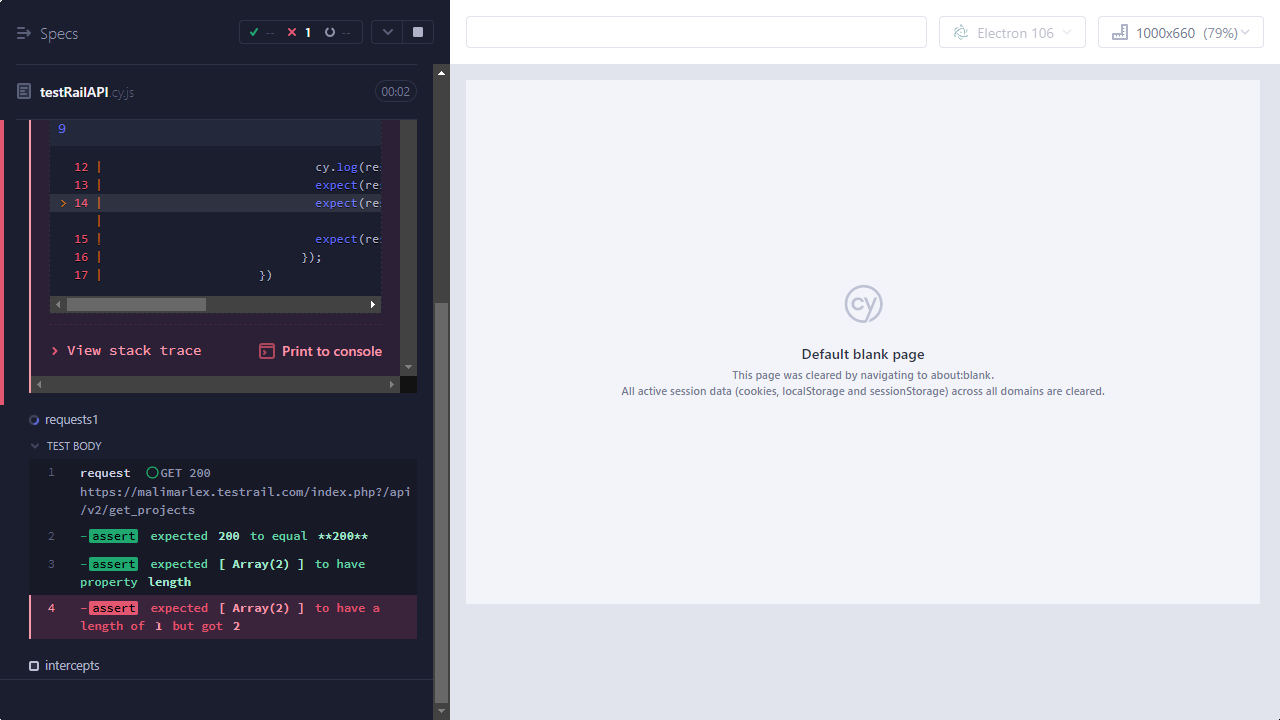 Specs
-- 1 --
Electron 106
1000x660 (79%)
testRailAPI.cy.js
00:02
9
12 | cy.log(re
13 | expect(re
> 14 | expect(re
|
15 | expect(re
16 | });
17 | })
View stack trace
Print to console
requests1
TEST BODY
1 request GET 200
https://malimarlex.testrail.com/index.php?/api
/v2/get_projects
2 -assert expected 200 to equal **200**
3 -assert expected [ Array(2) ] to have
property length
4 -assert expected [ Array(2) ] to have a
length of 1 but got 2
intercepts
cy
Default blank page
This page was cleared by navigating to about:blank.
All active session data (cookies, localStorage and sessionStorage) across all domains are cleared.